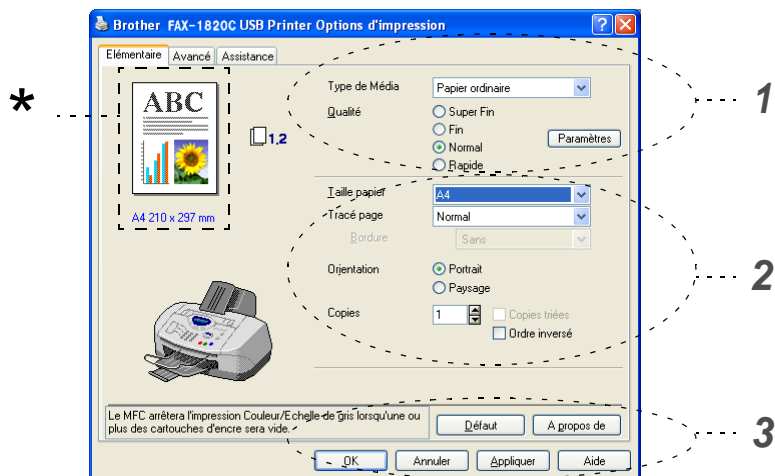 Brother FAX-1820C USB Printer Options d'impression
Elémentaire Avancé Assistance
*
ABC
1.2
A4 210 x 297 mm
Type de Média Papier ordinaire
Qualité Super Fin
Fin
Normal
Rapide
Paramètres
1
Taille papier A4
Tracé page Normal
Bordure Sans
Orientation Portrait
Paysage
Copies 1 Copies triées
Ordre inversé
2
Le MFC arrêtera l'impression Couleur/Echelle de gris lorsqu'une ou
plus des cartouches d'encre sera vide.
Défaut A propos de
3
OK Annuler Appliquer Aide